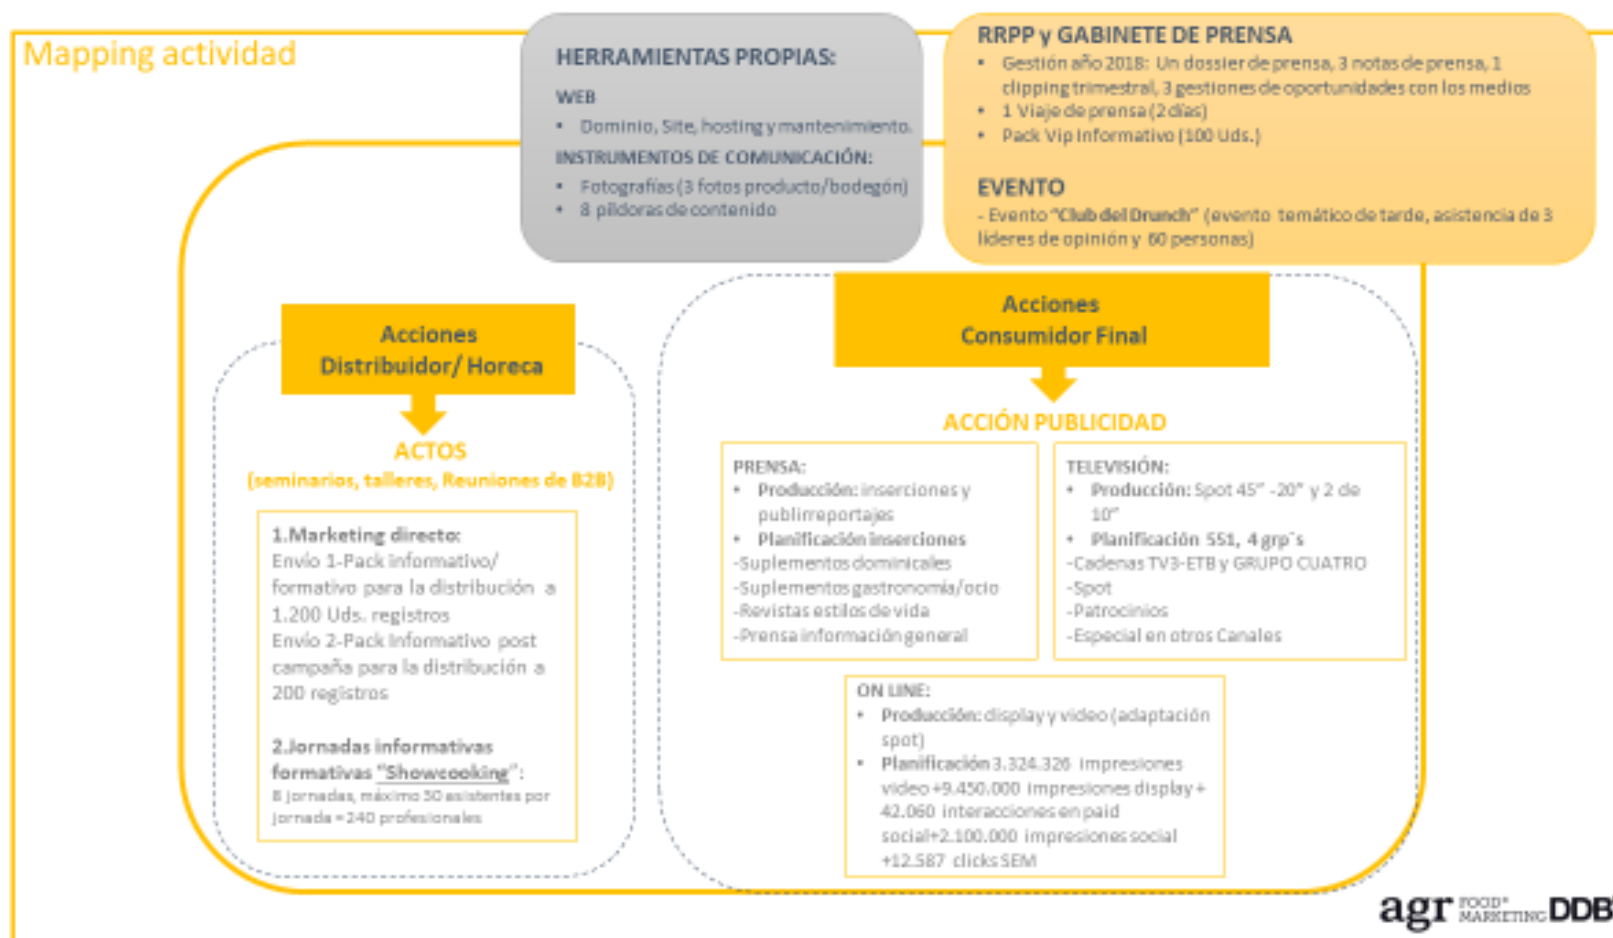 Mapping actividad
HERRAMIENTAS PROPIAS:
WEB
• Dominio, Site, hosting y mantenimiento.
INSTRUMENTOS DE COMUNICACIÓN:
• Fotografías (3 fotos producto/bodegón)
• 8 píldoras de contenido
RRPP y GABINETE DE PRENSA
• Gestión año 2018: Un dossier de prensa, 3 notas de prensa, 1
clipping trimestral, 3 gestiones de oportunidades con los medios
• 1 Viaje de prensa (2 días)
• Pack Vip Informativo (100 Uds.)
EVENTO
- Evento "Club del Drunch" (evento temático de tarde, asistencia de 3
líderes de opinión y 60 personas)
Acciones
Distribuidor/ Horeca
ACTOS
(seminarios, talleres, Reuniones de B2B)
1.Marketing directo:
Envío 1-Pack informativo/
formativo para la distribución a
1.200 Uds. registros
Envío 2-Pack Informativo post
campaña para la distribución a
200 registros
2.Jornadas informativas
formativas "Showcooking":
8 jornadas, máximo 30 asistentes por
jornada = 240 profesionales
Acciones
Consumidor Final
ACCIÓN PUBLICIDAD
PRENSA:
• Producción: inserciones y
publirreportajes
• Planificación inserciones
-Suplementos dominicales
-Suplementos gastronomía/ocio
-Revistas estilos de vida
-Prensa información general
TELEVISIÓN:
• Producción: Spot 45" -20" y 2 de
10"
• Planificación 551, 4 grp´s
-Cadenas TV3-ETB y GRUPO CUATRO
-Spot
-Patrocinios
-Especial en otros Canales
ON LINE:
• Producción: display y video (adaptación
spot)
• Planificación 3.324.326 impresiones
video +9.450.000 impresiones display +
42.060 interacciones en paid
social+2.100.000 impresiones social
+12.587 clicks SEM
agr FOOD* MARKETING DDB°